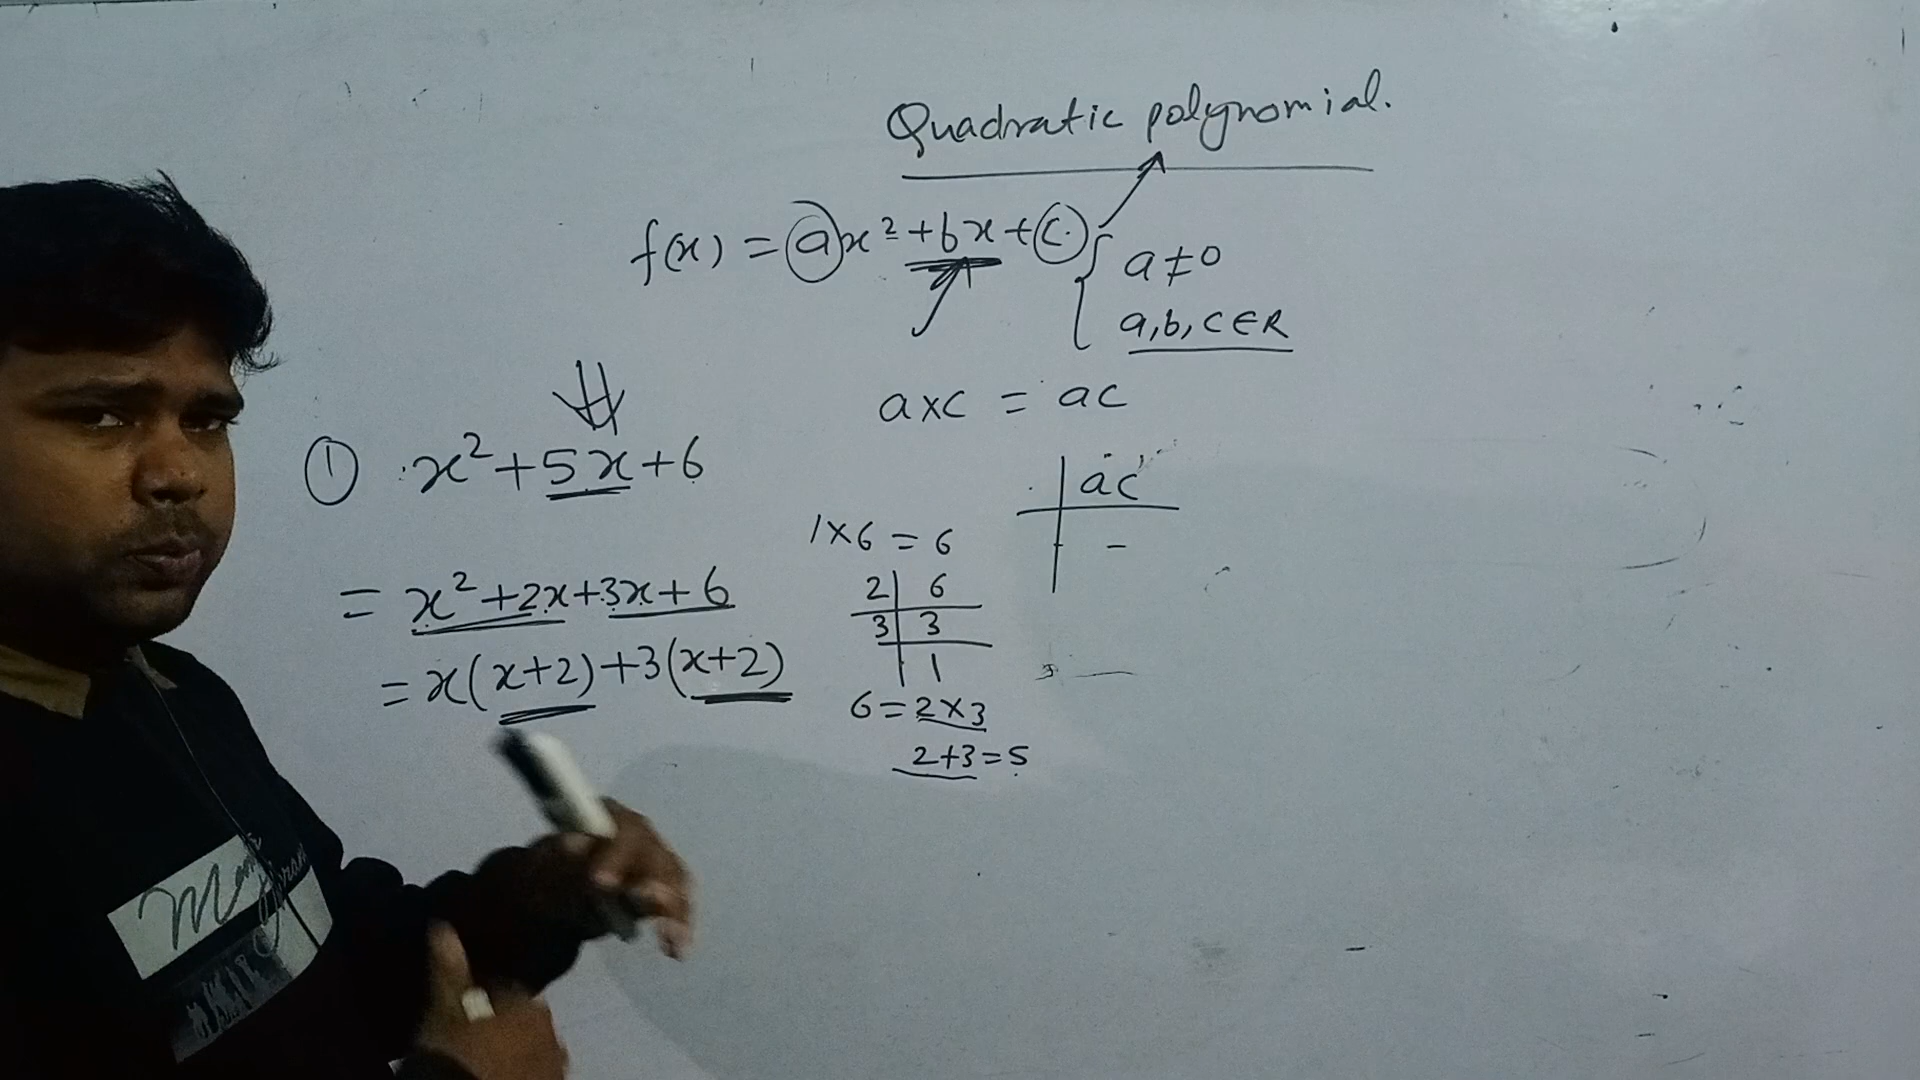 Quadratic polynomial.
f(x) = ax² + bx + c.
a ≠ 0
a, b, c ∈ R
a×c = ac
① x² + 5x + 6
ac
1×6 = 6
= x² + 2x + 3x + 6
2 | 6
3 | 3
| 1
= x(x+2) + 3(x+2)
6 = 2×3
2+3 = 5